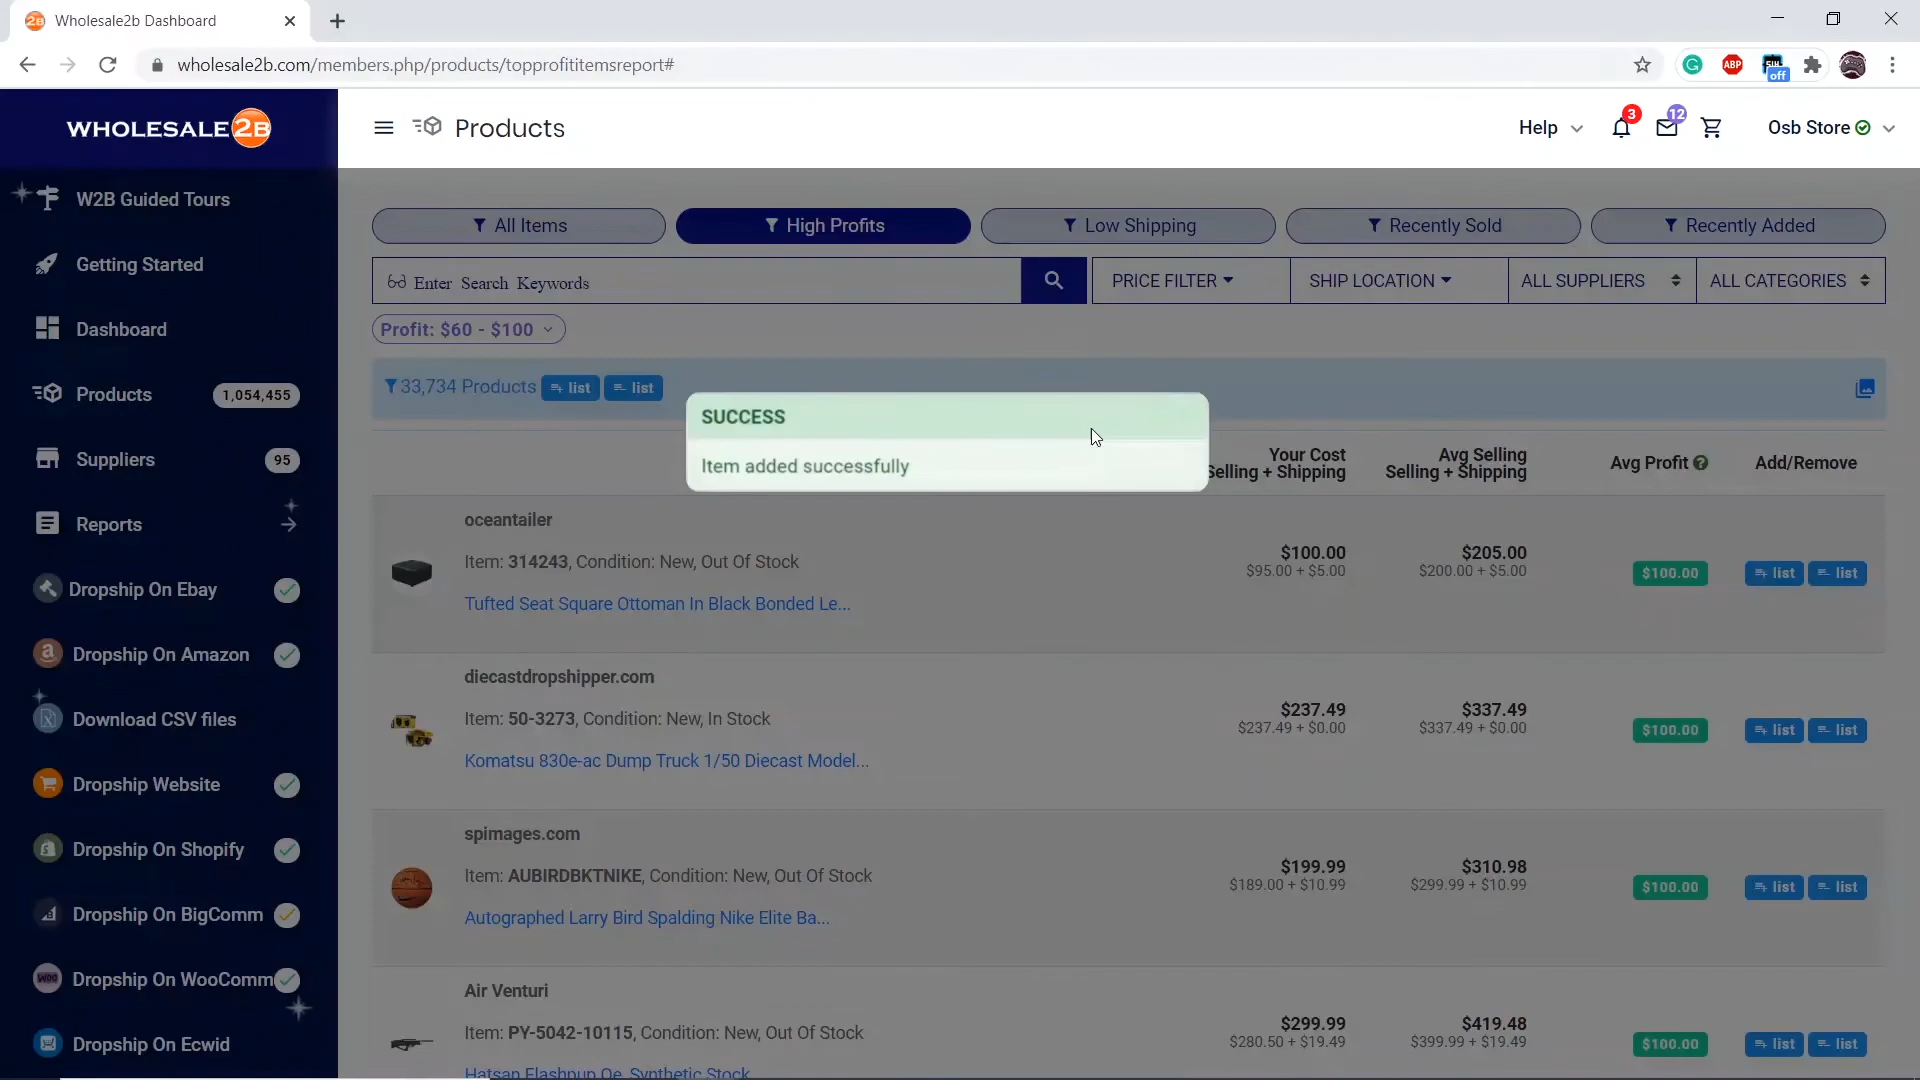 Wholesale2b Dashboard
wholesale2b.com/members.php/products/topprofititemsreport#
ABP
off
WHOLESALE2B
Products
Help
3
12
Osb Store
W2B Guided Tours
Getting Started
Dashboard
Products 1,054,455
Suppliers 95
Reports
Dropship On Ebay
Dropship On Amazon
Download CSV files
Dropship Website
Dropship On Shopify
Dropship On BigComm
Dropship On WooComm
Dropship On Ecwid
All Items
High Profits
Low Shipping
Recently Sold
Recently Added
Enter Search Keywords
PRICE FILTER
SHIP LOCATION
ALL SUPPLIERS
ALL CATEGORIES
Profit: $60 - $100
33,734 Products
list
list
SUCCESS
Item added successfully
Your Cost
Selling + Shipping
Avg Selling
Selling + Shipping
Avg Profit
Add/Remove
oceantailer
Item: 314243, Condition: New, Out Of Stock
Tufted Seat Square Ottoman In Black Bonded Le...
$100.00
$95.00 + $5.00
$205.00
$200.00 + $5.00
$100.00
list
list
diecastdropshipper.com
Item: 50-3273, Condition: New, In Stock
Komatsu 830e-ac Dump Truck 1/50 Diecast Model...
$237.49
$237.49 + $0.00
$337.49
$337.49 + $0.00
$100.00
list
list
spimages.com
Item: AUBIRDBKTNIKE, Condition: New, Out Of Stock
Autographed Larry Bird Spalding Nike Elite Ba...
$199.99
$189.00 + $10.99
$310.98
$299.99 + $10.99
$100.00
list
list
Air Venturi
Item: PY-5042-10115, Condition: New, Out Of Stock
Hatsan Flashpup Qe, Synthetic Stock
$299.99
$280.50 + $19.49
$419.48
$399.99 + $19.49
$100.00
list
list